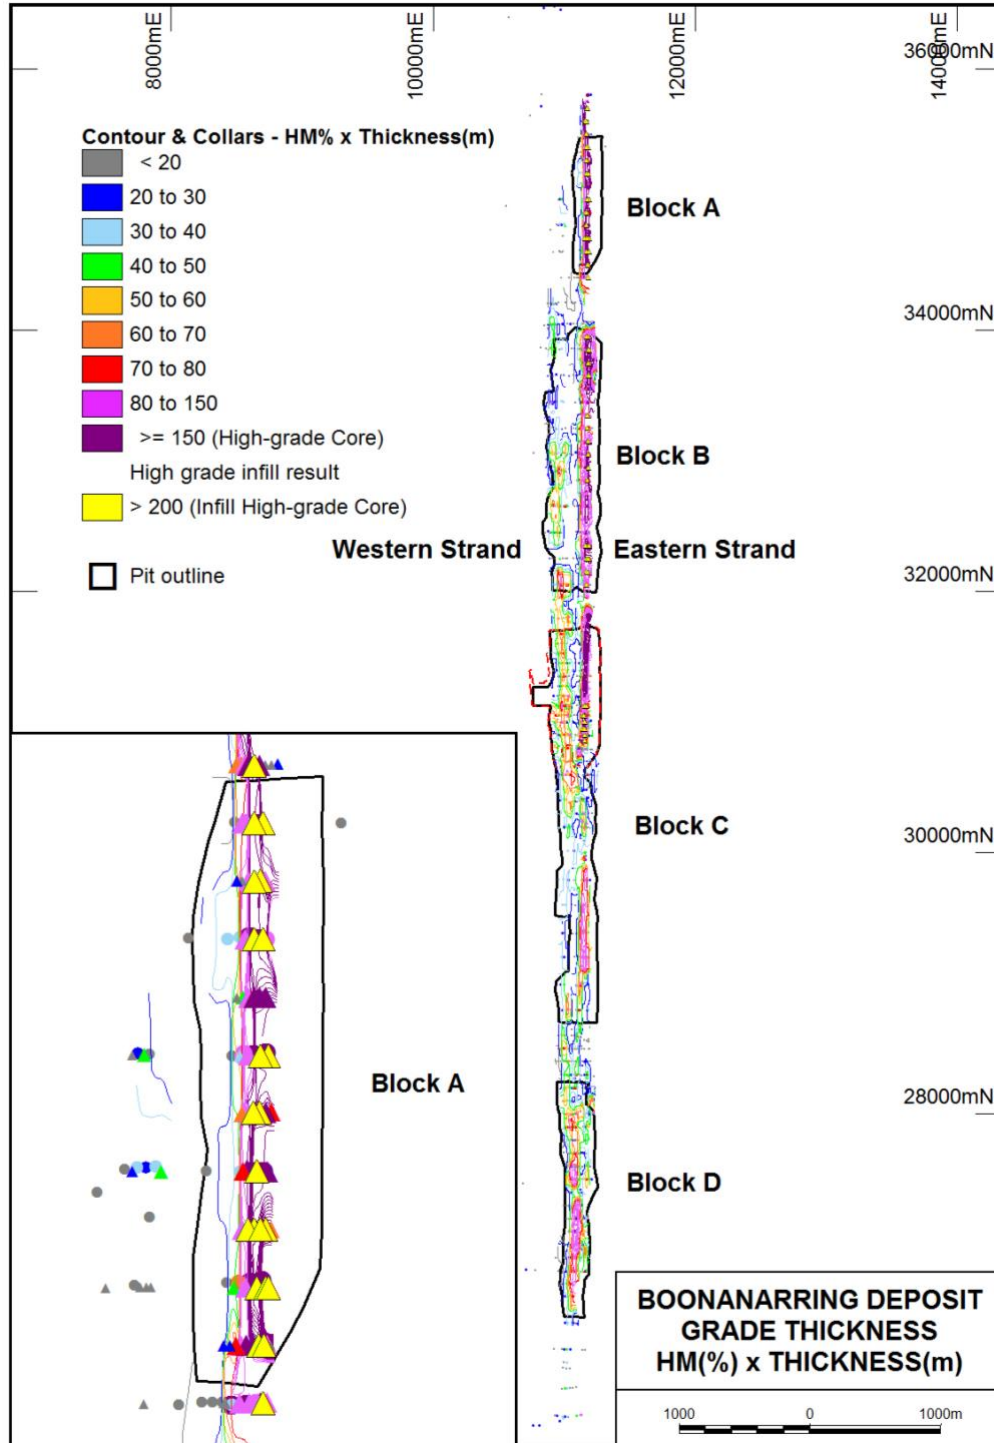 8000mE
10000mE
12000mE
14000mE
36000mN
Contour & Collars - HM% x Thickness(m)
< 20
20 to 30
30 to 40
40 to 50
50 to 60
60 to 70
70 to 80
80 to 150
>= 150 (High-grade Core)
High grade infill result
> 200 (Infill High-grade Core)
Pit outline
Block A
34000mN
Block B
Western Strand
Eastern Strand
32000mN
Block C
30000mN
28000mN
Block D
Block A
BOONANARRING DEPOSIT
GRADE THICKNESS
HM(%) x THICKNESS(m)
1000 0 1000m